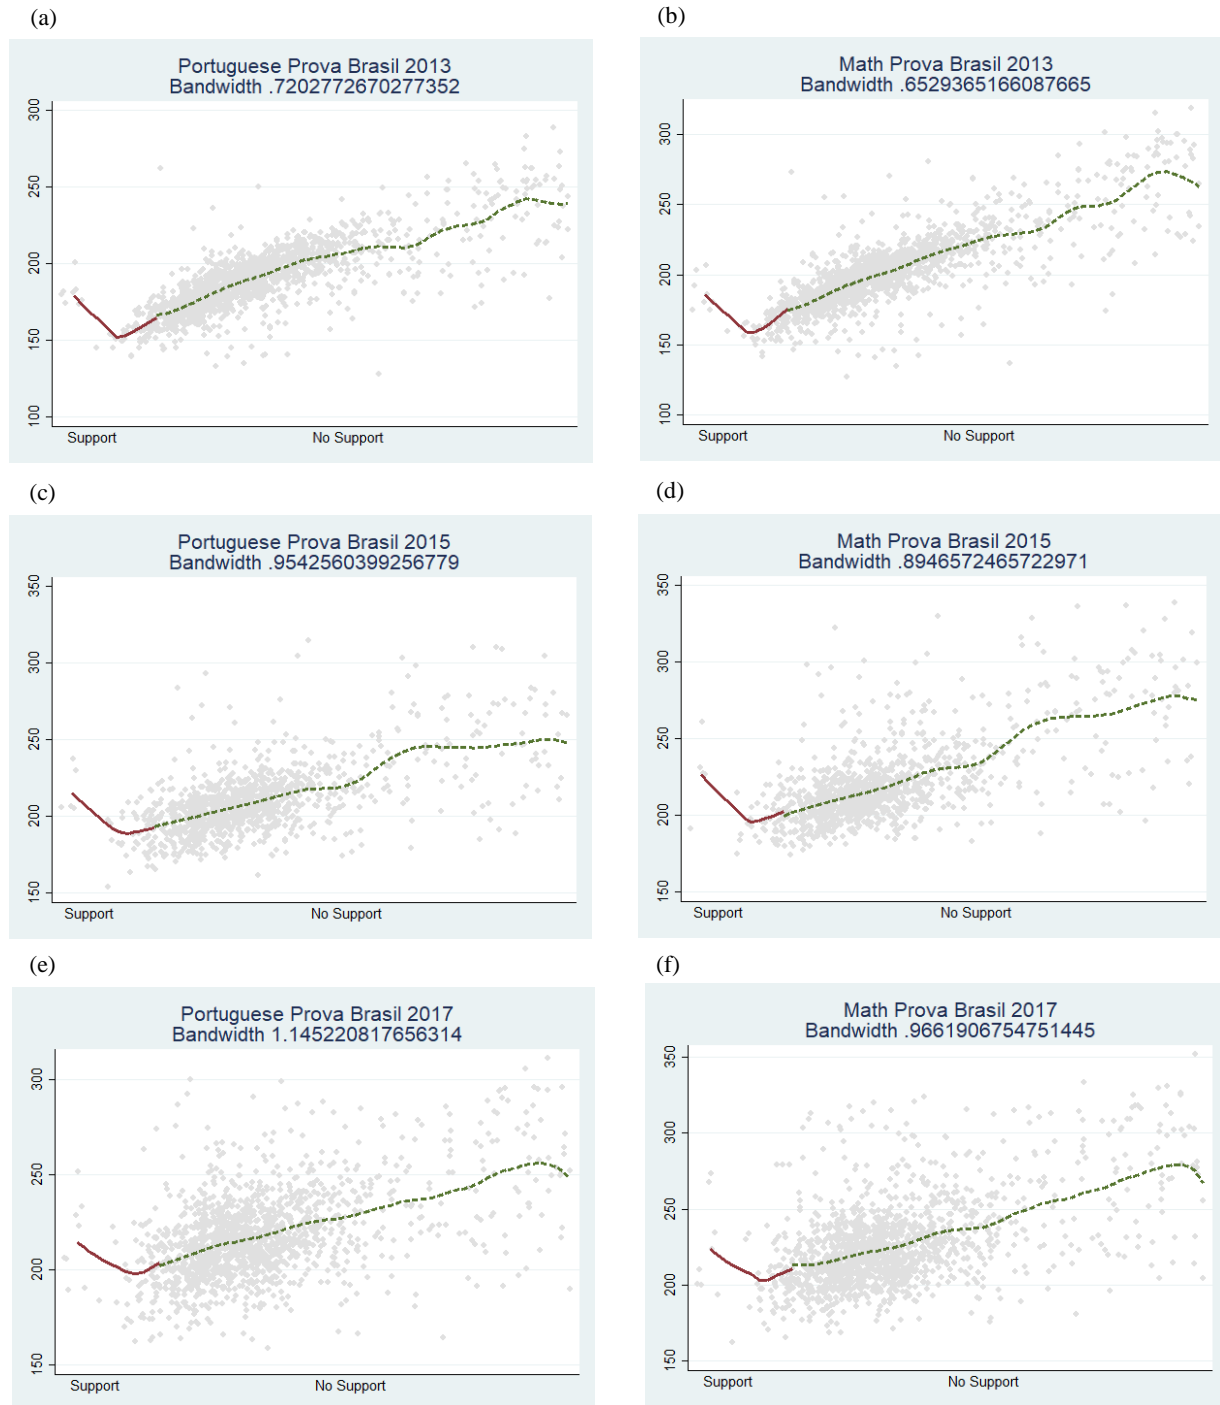 (a)
Portuguese Prova Brasil 2013
Bandwidth .7202772670277352
300
250
200
150
100
Support
No Support
(b)
Math Prova Brasil 2013
Bandwidth .6529365166087665
300
250
200
150
100
Support
No Support
(c)
Portuguese Prova Brasil 2015
Bandwidth .9542560399256779
350
300
250
200
150
Support
No Support
(d)
Math Prova Brasil 2015
Bandwidth .8946572465722971
350
300
250
200
150
Support
No Support
(e)
Portuguese Prova Brasil 2017
Bandwidth 1.145220817656314
300
250
200
150
Support
No Support
(f)
Math Prova Brasil 2017
Bandwidth .9661906754751445
350
300
250
200
150
Support
No Support